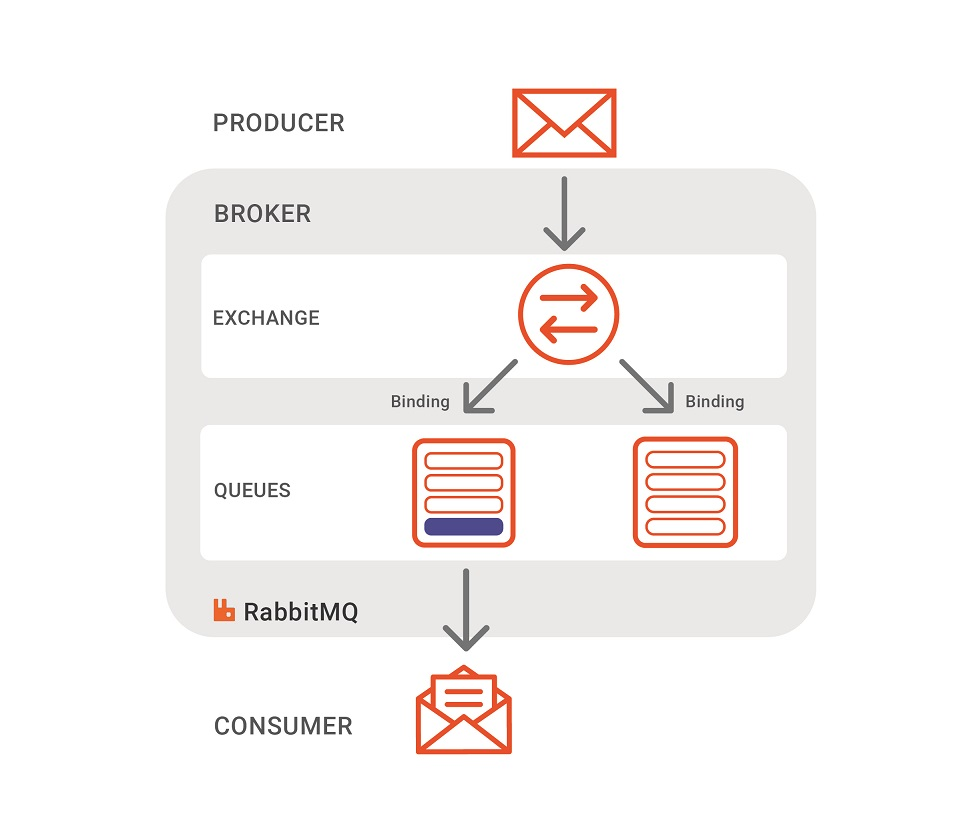 PRODUCER
BROKER
EXCHANGE
Binding
Binding
QUEUES
RabbitMQ
CONSUMER